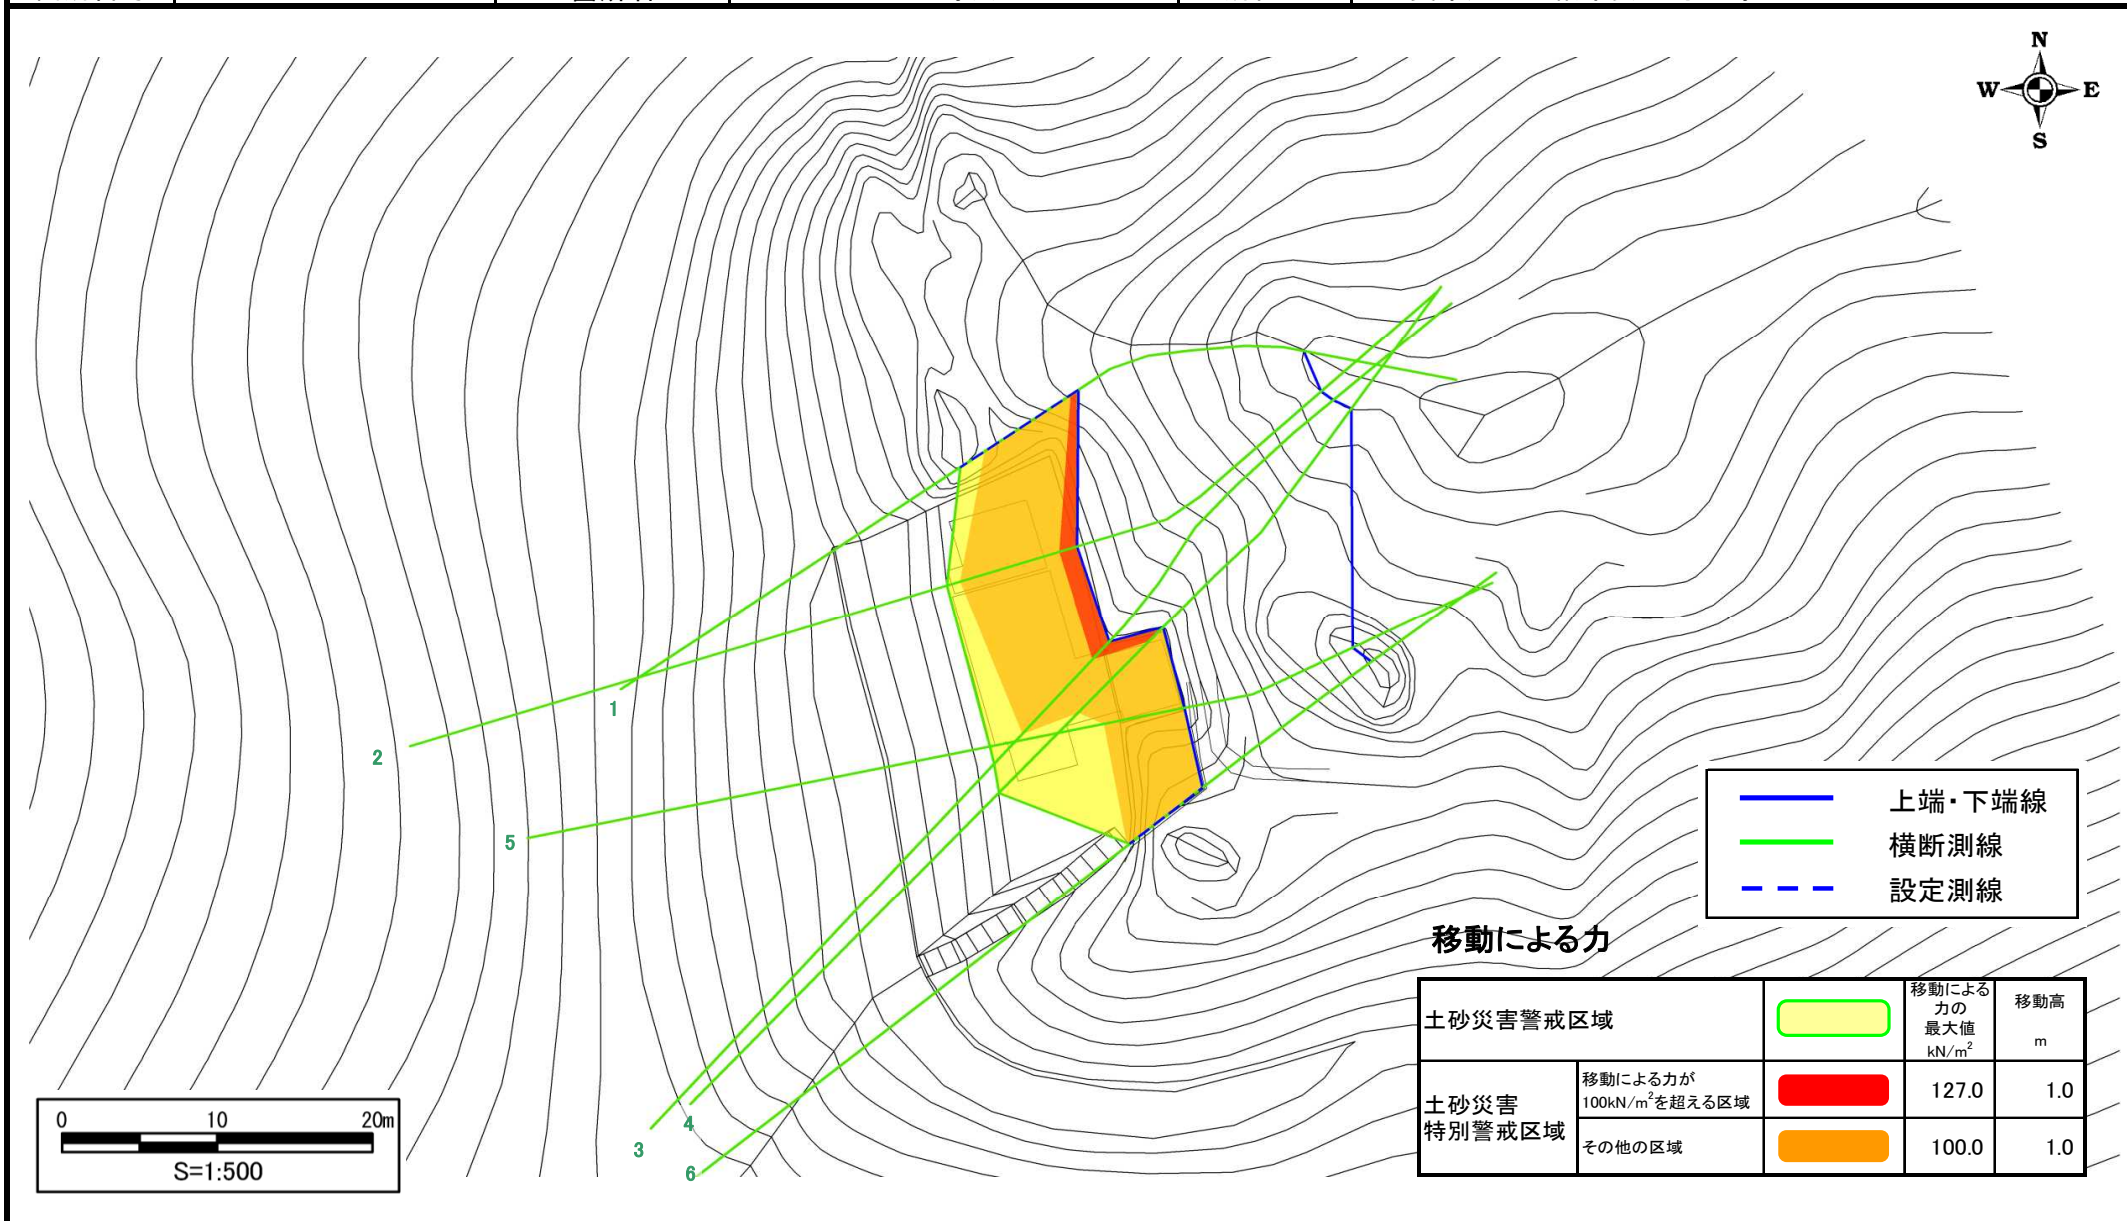 N
W E
S
1
2
5
3
4
6
上端・下端線
横断測線
設定測線
移動による力
土砂災害警戒区域
移動による
力の
最大値
kN/m²
移動高
m
土砂災害
特別警戒区域
移動による力が
100kN/m²を超える区域
127.0 1.0
その他の区域
100.0 1.0
0 10 20m
S=1:500